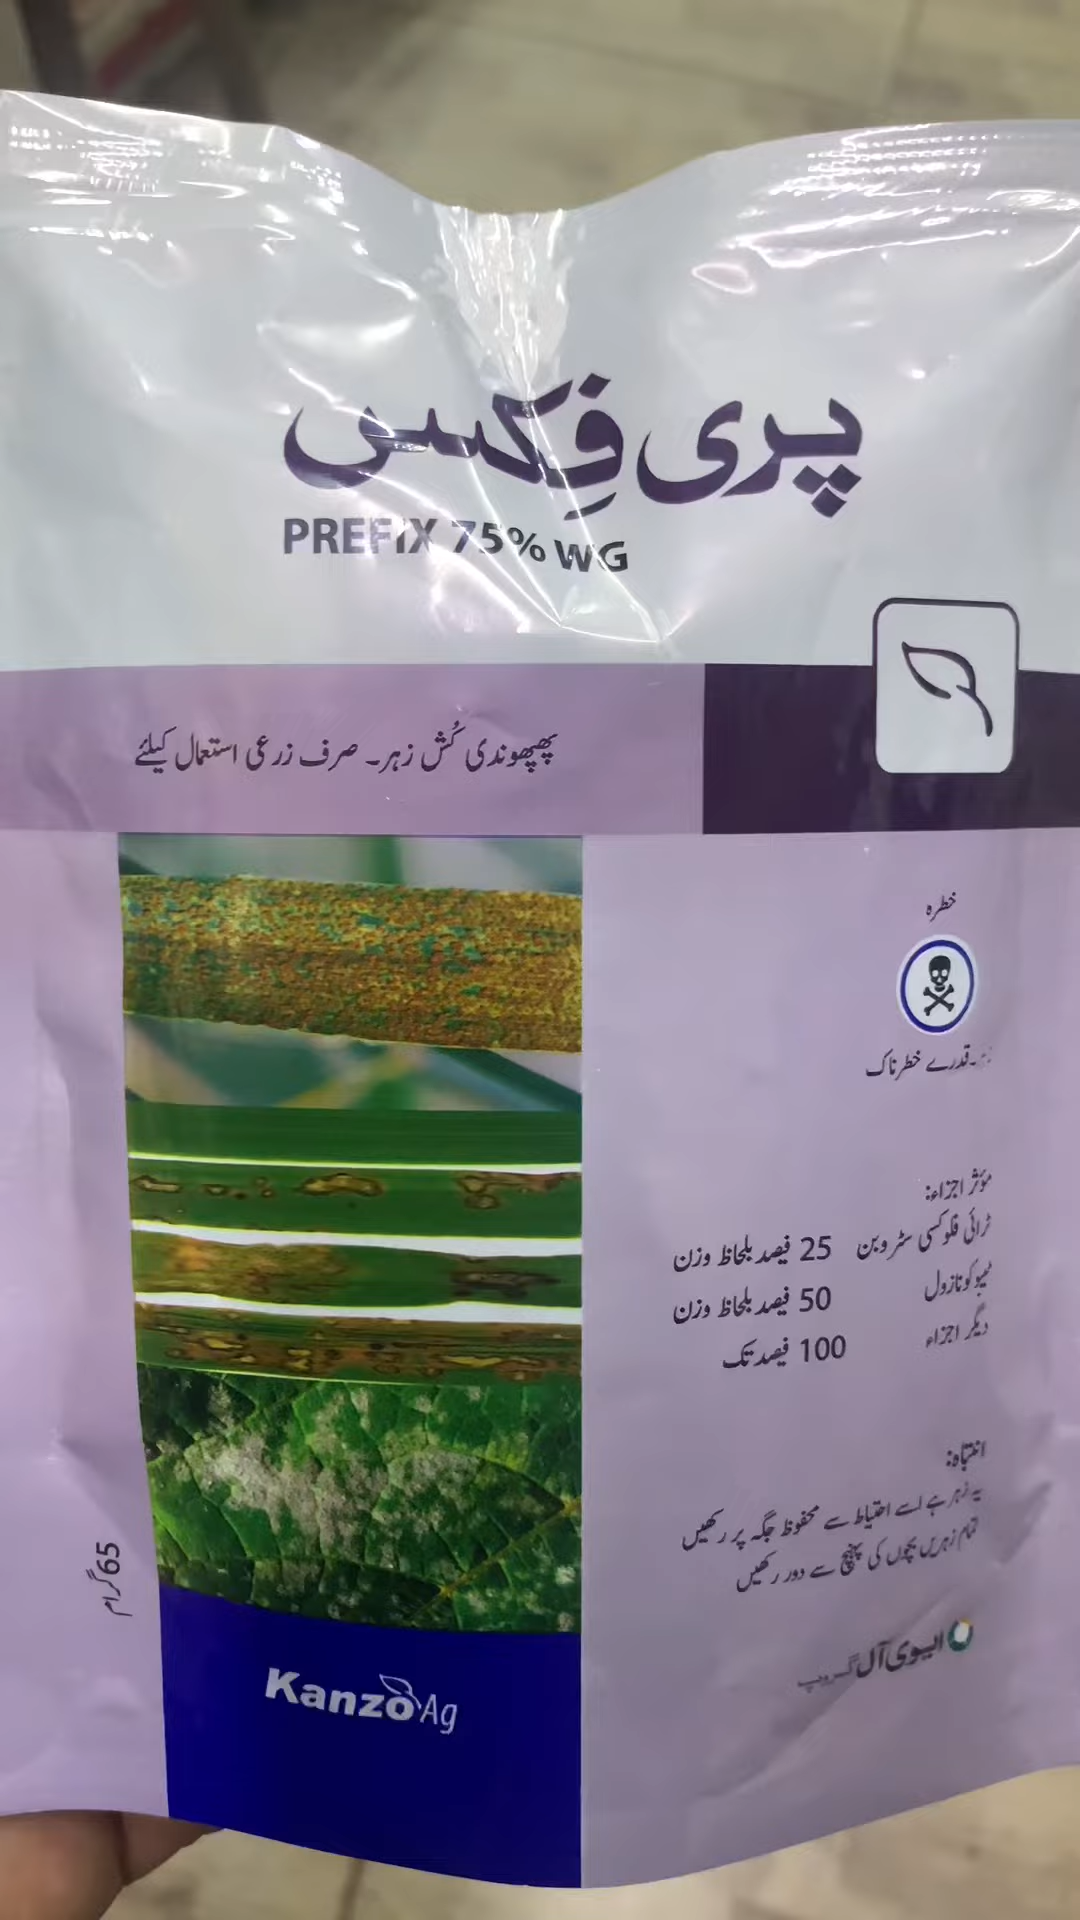 پری فِکس
PREFIX 75% WG
پھپھوندی کُش زہر۔ صرف زرعی استعمال کیلئے
خطرہ
زہر۔قدرے خطرناک
مؤثر اجزاء:
ٹرائی فلوکسی سٹروبن 25 فیصد بلحاظ وزن
ٹیبوکونازول 50 فیصد بلحاظ وزن
دیگر اجزاء 100 فیصد تک
انتباہ:
یہ زہر ہے اسے احتیاط سے محفوظ جگہ پر رکھیں
تمام زہریں بچوں کی پہنچ سے دور رکھیں
65 گرام
Kanzo Ag
ایوی آل گروپ